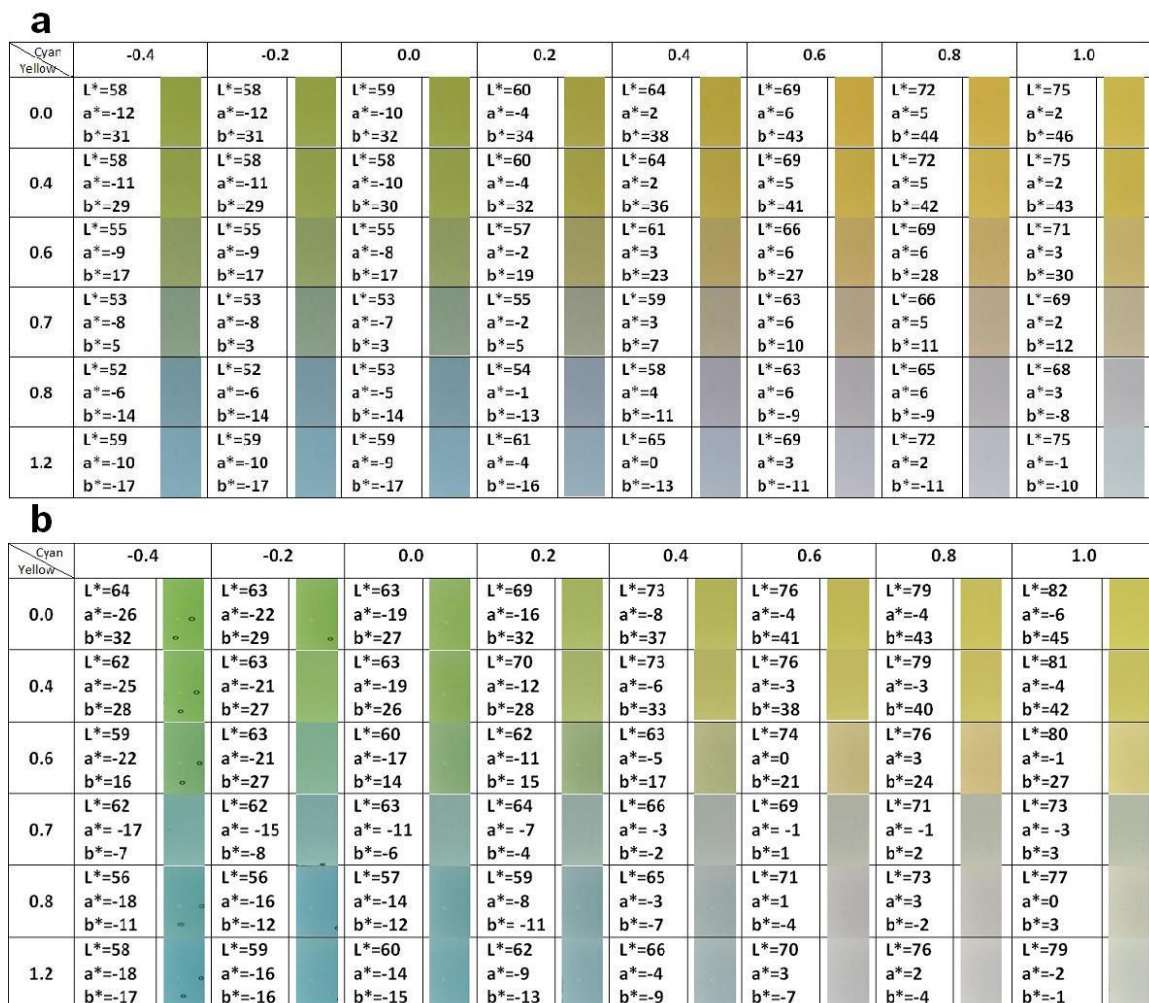 a
Cyan -0.4 -0.2 0.0 0.2 0.4 0.6 0.8 1.0
Yellow
L*=58 L*=58 L*=59 L*=60 L*=64 L*=69 L*=72 L*=75
0.0 a*=-12 a*=-12 a*=-10 a*=-4 a*=2 a*=6 a*=5 a*=2
b*=31 b*=31 b*=32 b*=34 b*=38 b*=43 b*=44 b*=46
L*=58 L*=58 L*=58 L*=60 L*=64 L*=69 L*=72 L*=75
0.4 a*=-11 a*=-11 a*=-10 a*=-4 a*=2 a*=5 a*=5 a*=2
b*=29 b*=29 b*=30 b*=32 b*=36 b*=41 b*=42 b*=43
L*=55 L*=55 L*=55 L*=57 L*=61 L*=66 L*=69 L*=71
0.6 a*=-9 a*=-9 a*=-8 a*=-2 a*=3 a*=6 a*=6 a*=3
b*=17 b*=17 b*=17 b*=19 b*=23 b*=27 b*=28 b*=30
L*=53 L*=53 L*=53 L*=55 L*=59 L*=63 L*=66 L*=69
0.7 a*=-8 a*=-8 a*=-7 a*=-2 a*=3 a*=6 a*=5 a*=2
b*=5 b*=3 b*=3 b*=5 b*=7 b*=10 b*=11 b*=12
L*=52 L*=52 L*=53 L*=54 L*=58 L*=63 L*=65 L*=68
0.8 a*=-6 a*=-6 a*=-5 a*=-1 a*=4 a*=6 a*=6 a*=3
b*=-14 b*=-14 b*=-14 b*=-13 b*=-11 b*=-9 b*=-9 b*=-8
L*=59 L*=59 L*=59 L*=61 L*=65 L*=69 L*=72 L*=75
1.2 a*=-10 a*=-10 a*=-9 a*=-4 a*=0 a*=3 a*=2 a*=-1
b*=-17 b*=-17 b*=-17 b*=-16 b*=-13 b*=-11 b*=-11 b*=-10
b
Cyan -0.4 -0.2 0.0 0.2 0.4 0.6 0.8 1.0
Yellow
L*=64 L*=63 L*=63 L*=69 L*=73 L*=76 L*=79 L*=82
0.0 a*=-26 a*=-22 a*=-19 a*=-16 a*=-8 a*=-4 a*=-4 a*=-6
b*=32 b*=29 b*=27 b*=32 b*=37 b*=41 b*=43 b*=45
L*=62 L*=63 L*=63 L*=70 L*=73 L*=76 L*=79 L*=81
0.4 a*=-25 a*=-21 a*=-19 a*=-12 a*=-6 a*=-3 a*=-3 a*=-4
b*=28 b*=27 b*=26 b*=28 b*=33 b*=38 b*=40 b*=42
L*=59 L*=63 L*=60 L*=62 L*=63 L*=74 L*=76 L*=80
0.6 a*=-22 a*=-21 a*=-17 a*=-11 a*=-5 a*=0 a*=3 a*=-1
b*=16 b*=27 b*=14 b*= 15 b*=17 b*=21 b*=24 b*=27
L*=62 L*=62 L*=63 L*=64 L*=66 L*=69 L*=71 L*=73
0.7 a*= -17 a*= -15 a*= -11 a*= -7 a*= -3 a*= -1 a*= -1 a*= -3
b*=-7 b*=-8 b*=-6 b*=-4 b*=-2 b*=1 b*=2 b*=3
L*=56 L*=56 L*=57 L*=59 L*=65 L*=71 L*=73 L*=77
0.8 a*=-18 a*=-16 a*=-14 a*=-8 a*=-3 a*=1 a*=3 a*=0
b*=-11 b*=-12 b*=-12 b*= -11 b*=-7 b*=-4 b*=-2 b*=3
L*=58 L*=59 L*=60 L*=62 L*=66 L*=70 L*=76 L*=79
1.2 a*=-18 a*=-16 a*=-14 a*=-9 a*=-4 a*=3 a*=2 a*=-2
b*=-17 b*=-16 b*=-15 b*=-13 b*=-9 b*=-7 b*=-4 b*=-1